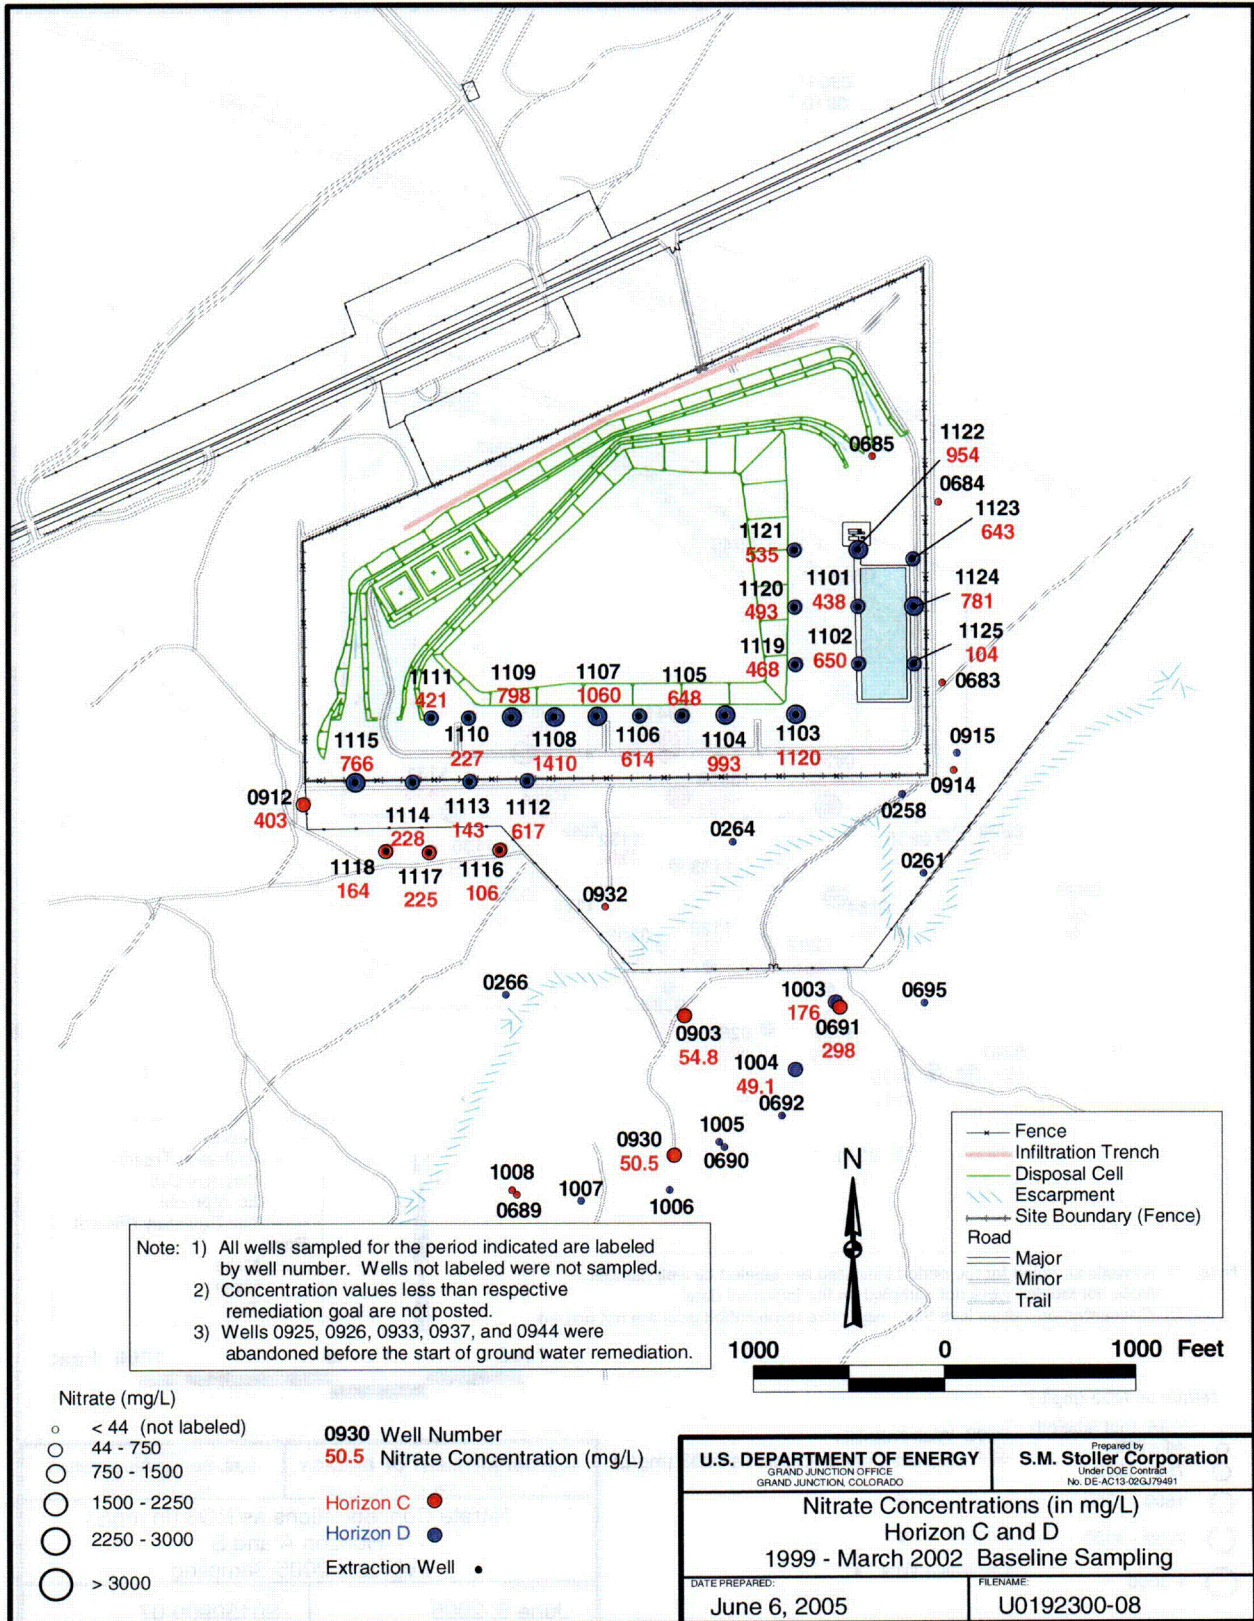 0685
1122
954
0684
1123
643
1121
535
1101
438
1124
781
1120
493
1102
650
1125
104
1119
468
0683
1111
421
1109
798
1107
1060
1105
648
0915
1115
766
1110
227
1108
1410
1106
614
1104
993
1103
1120
0914
0912
403
1114
228
1113
143
1112
617
0258
0264
0261
1118
164
1117
225
1116
106
0932
0266
1003
176
0695
0903
54.8
0691
298
1004
49.1
0692
0930
50.5
1005
0690
1008
0689
1007
1006
N
Fence
Infiltration Trench
Disposal Cell
Escarpment
Site Boundary (Fence)
Road
Major
Minor
Trail
Note: 1) All wells sampled for the period indicated are labeled
by well number. Wells not labeled were not sampled.
2) Concentration values less than respective
remediation goal are not posted.
3) Wells 0925, 0926, 0933, 0937, and 0944 were
abandoned before the start of ground water remediation.
1000 0 1000 Feet
Nitrate (mg/L)
< 44 (not labeled)
44 - 750
750 - 1500
1500 - 2250
2250 - 3000
> 3000
0930 Well Number
50.5 Nitrate Concentration (mg/L)
Horizon C
Horizon D
Extraction Well
U.S. DEPARTMENT OF ENERGY
GRAND JUNCTION OFFICE
GRAND JUNCTION, COLORADO
Prepared by
S.M. Stoller Corporation
Under DOE Contract
No. DE-AC13-02GJ79491
Nitrate Concentrations (in mg/L)
Horizon C and D
1999 - March 2002 Baseline Sampling
DATE PREPARED:
June 6, 2005
FILENAME:
U0192300-08